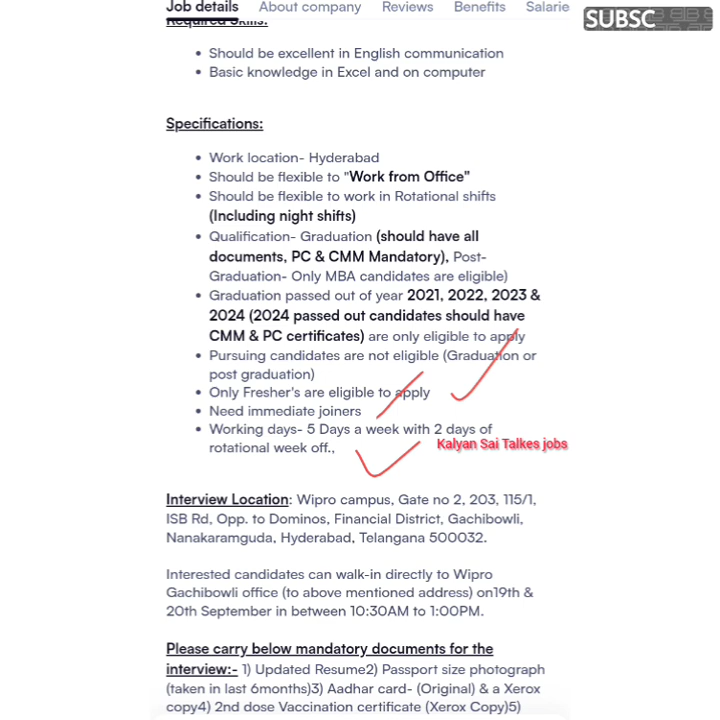 Job details About company Reviews Benefits Salarie
SUBSC
Required Skills:
Should be excellent in English communication
Basic knowledge in Excel and on computer
Specifications:
Work location- Hyderabad
Should be flexible to "Work from Office"
Should be flexible to work in Rotational shifts
(Including night shifts)
Qualification- Graduation (should have all
documents, PC & CMM Mandatory), Post-
Graduation- Only MBA candidates are eligible)
Graduation passed out of year 2021, 2022, 2023 &
2024 (2024 passed out candidates should have
CMM & PC certificates) are only eligible to apply
Pursuing candidates are not eligible (Graduation or
post graduation)
Only Fresher's are eligible to apply
Need immediate joiners
Working days- 5 Days a week with 2 days of
rotational week off.,
Kalyan Sai Talkes jobs
Interview Location: Wipro campus, Gate no 2, 203, 115/1,
ISB Rd, Opp. to Dominos, Financial District, Gachibowli,
Nanakaramguda, Hyderabad, Telangana 500032.
Interested candidates can walk-in directly to Wipro
Gachibowli office (to above mentioned address) on19th &
20th September in between 10:30AM to 1:00PM.
Please carry below mandatory documents for the
interview:- 1) Updated Resume2) Passport size photograph
(taken in last 6months)3) Aadhar card- (Original) & a Xerox
copy4) 2nd dose Vaccination certificate (Xerox Copy)5)